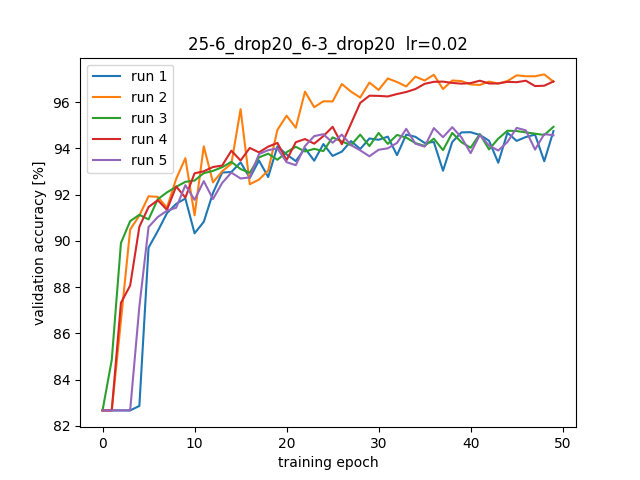 25-6_drop20_6-3_drop20  lr=0.02
run 1
run 2
run 3
run 4
run 5
validation accuracy [%]
96
94
92
90
88
86
84
82
0 10 20 30 40 50
training epoch